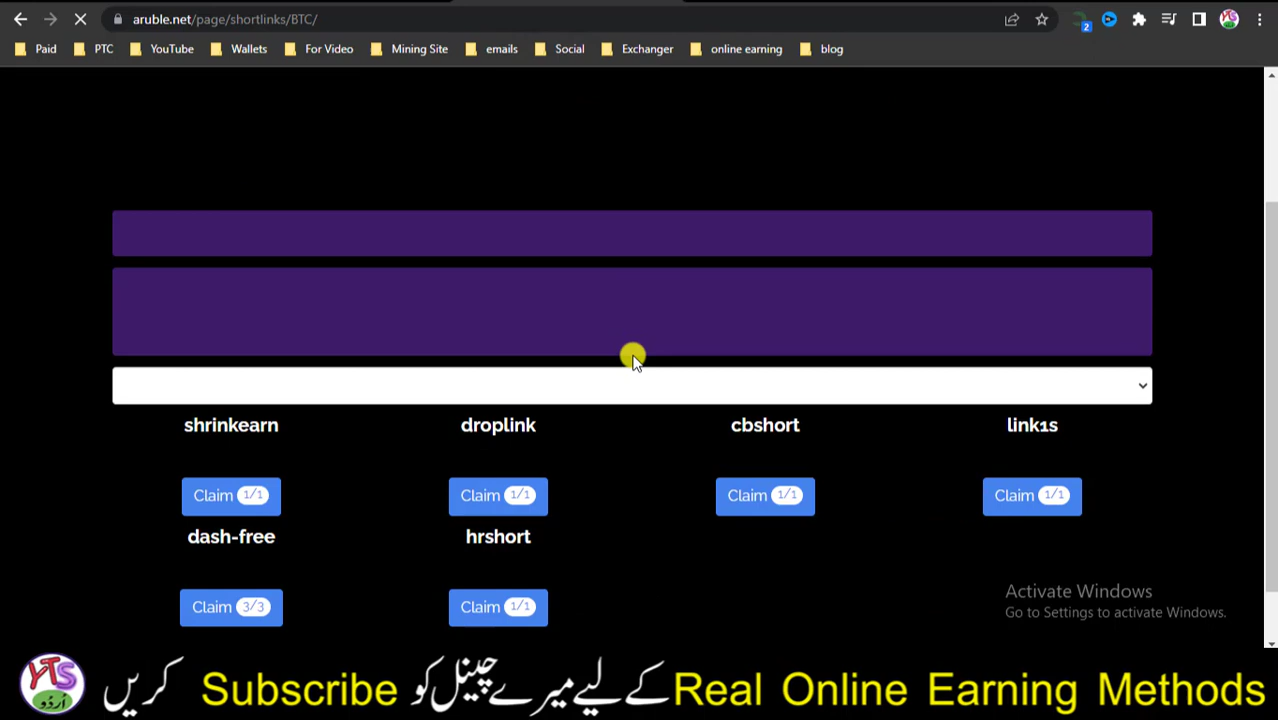 aruble.net/page/shortlinks/BTC/
2
Paid PTC YouTube Wallets For Video Mining Site emails Social Exchanger online earning blog
shrinkearn droplink cbshort link1s
Claim 1/1 Claim 1/1 Claim 1/1 Claim 1/1
dash-free hrshort
Claim 3/3 Claim 1/1
Activate Windows
Go to Settings to activate Windows.
YTS
اُردُو
Real Online Earning Methods کے لیے میرے چینل کو Subscribe کریں